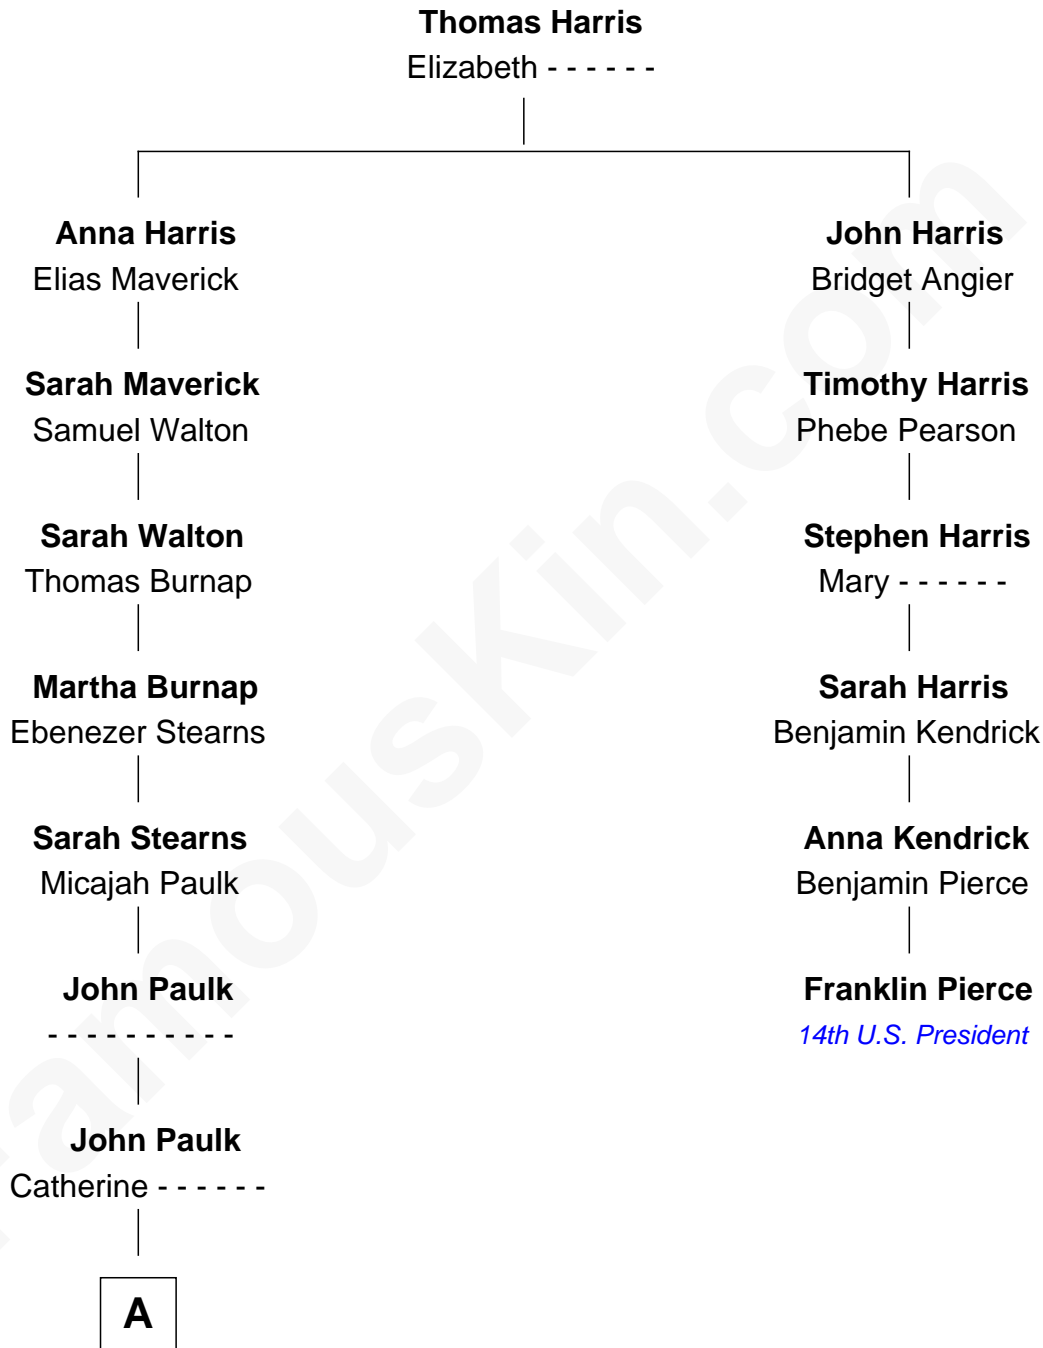 Thomas Harris
Elizabeth - - - - - -
Anna Harris
Elias Maverick
John Harris
Bridget Angier
Sarah Maverick
Samuel Walton
Timothy Harris
Phebe Pearson
Sarah Walton
Thomas Burnap
Stephen Harris
Mary - - - - - -
Martha Burnap
Ebenezer Stearns
Sarah Harris
Benjamin Kendrick
Sarah Stearns
Micajah Paulk
Anna Kendrick
Benjamin Pierce
John Paulk
- - - - - - - - - -
Franklin Pierce
14th U.S. President
John Paulk
Catherine - - - - - -
A
FamousKin.com